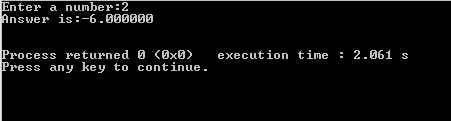 Enter a number:2
Answer is:-6.000000
Process returned 0 (0x0)   execution time : 2.061 s
Press any key to continue.